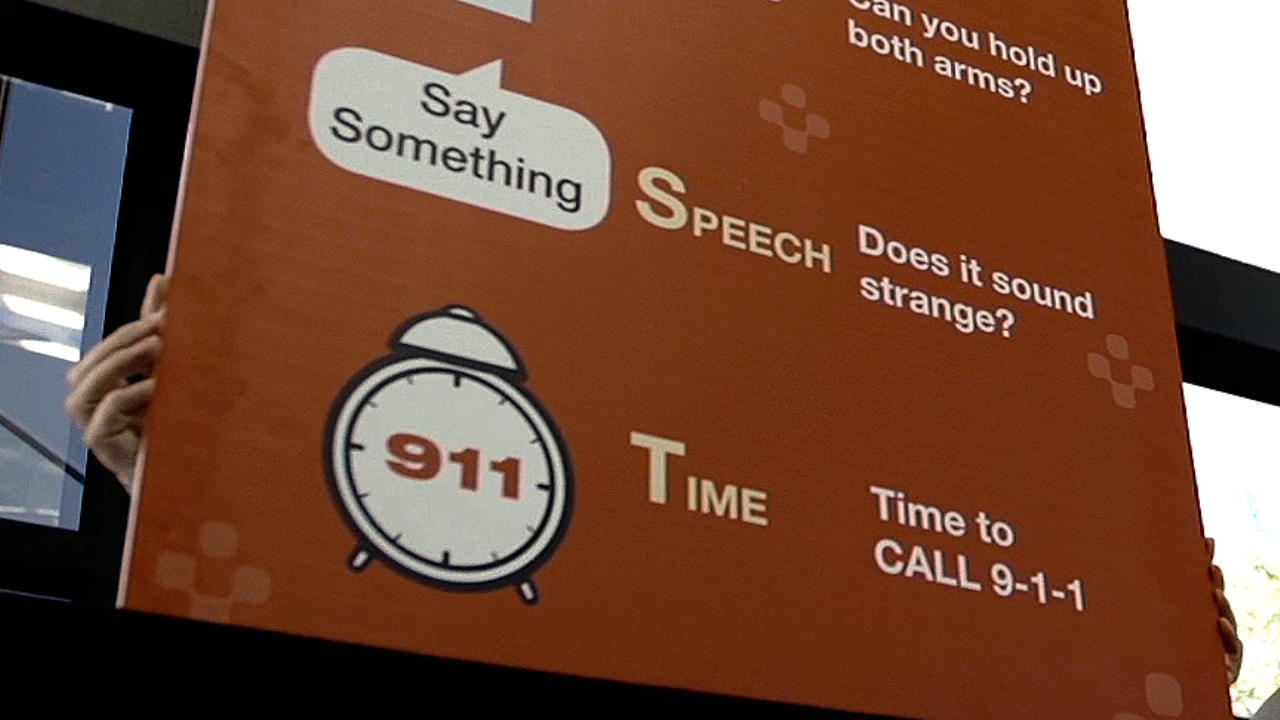 Can you hold up
both arms?
Say
Something
SPEECH
Does it sound
strange?
911
TIME
Time to
CALL 9-1-1